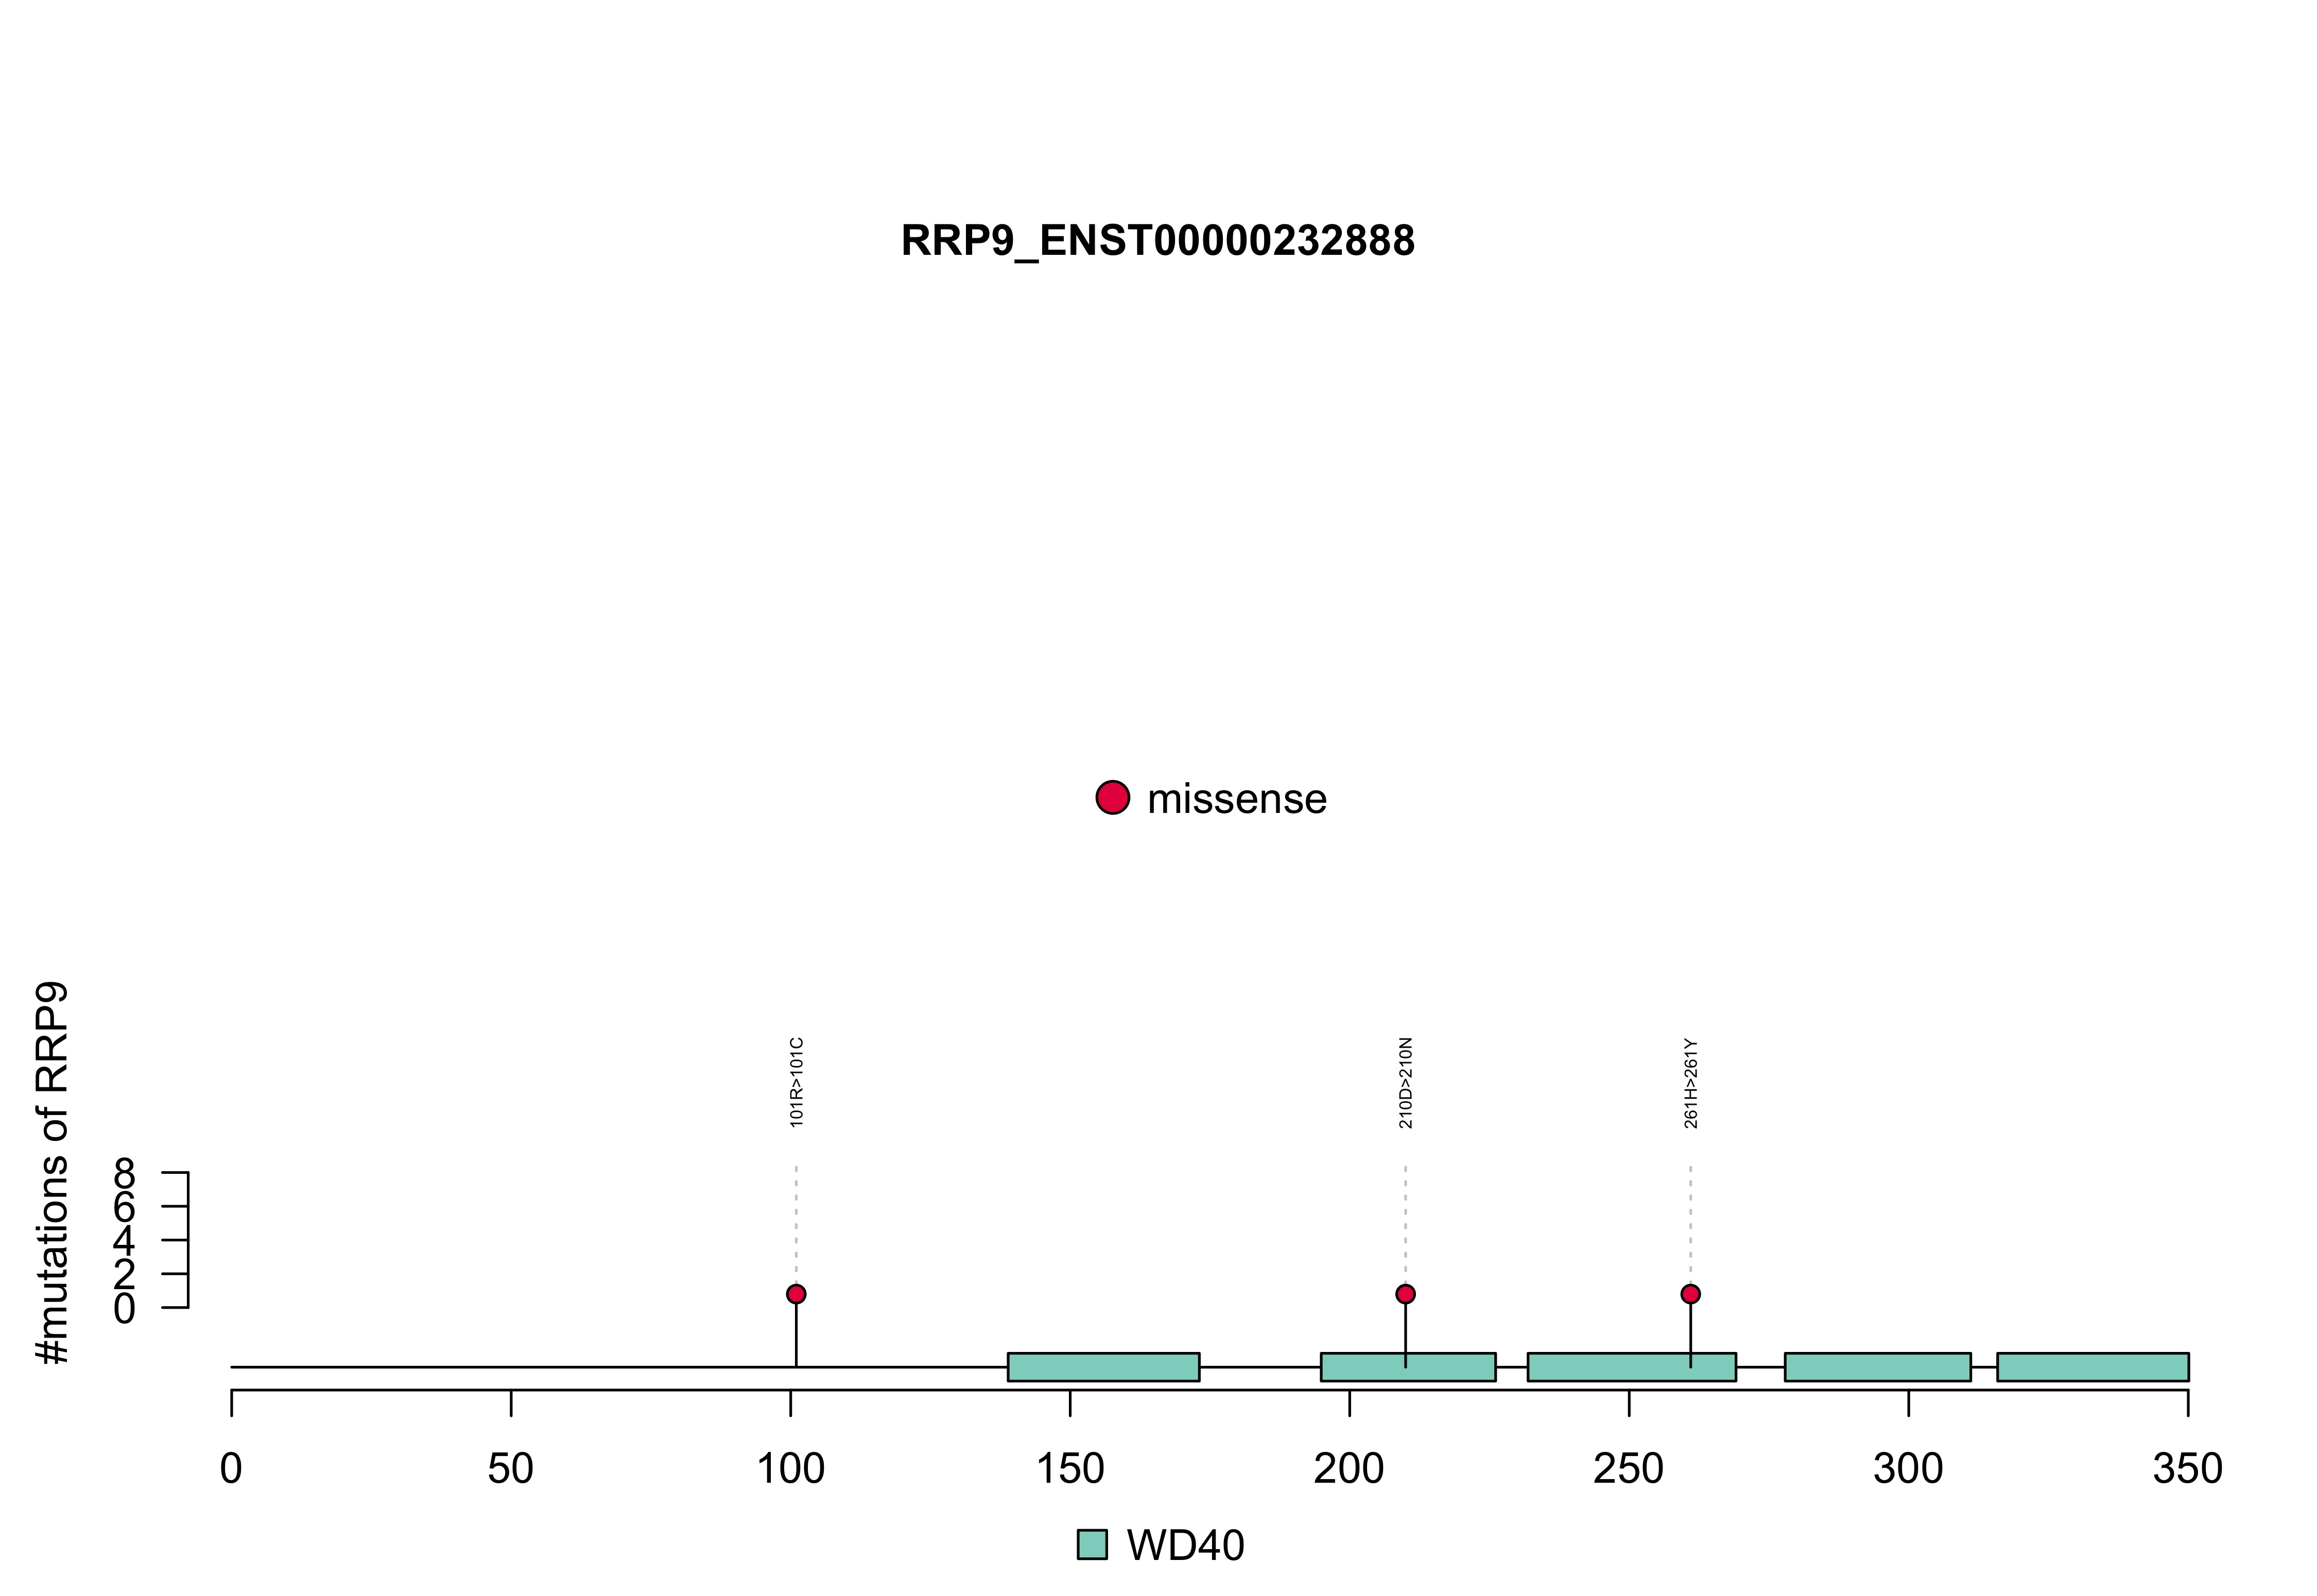 RRP9_ENST00000232888
missense
#mutations of RRP9
101R>101C
210D>210N
261H>261Y
8
6
4
2
0
0 50 100 150 200 250 300 350
WD40